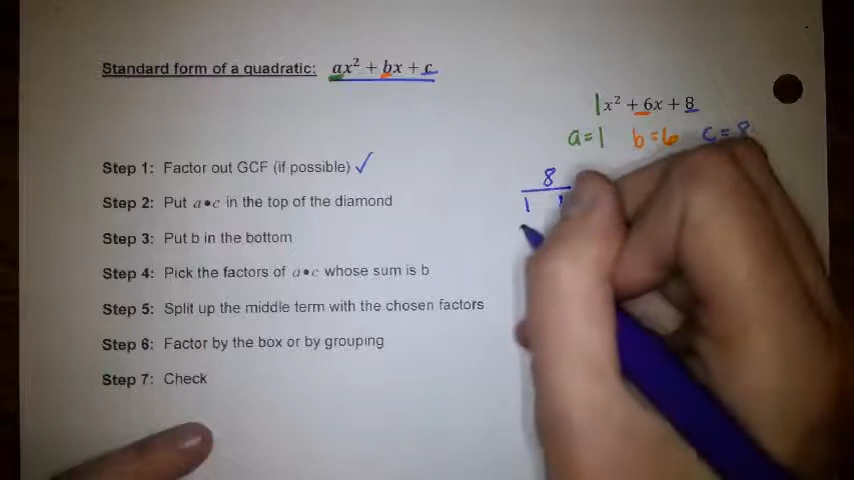 Standard form of a quadratic: ax² + bx + c
1x² + 6x + 8
a=1 b=6 c=8
Step 1: Factor out GCF (if possible) ✓
8
Step 2: Put a•c in the top of the diamond
1
Step 3: Put b in the bottom
Step 4: Pick the factors of a•c whose sum is b
Step 5: Split up the middle term with the chosen factors
Step 6: Factor by the box or by grouping
Step 7: Check